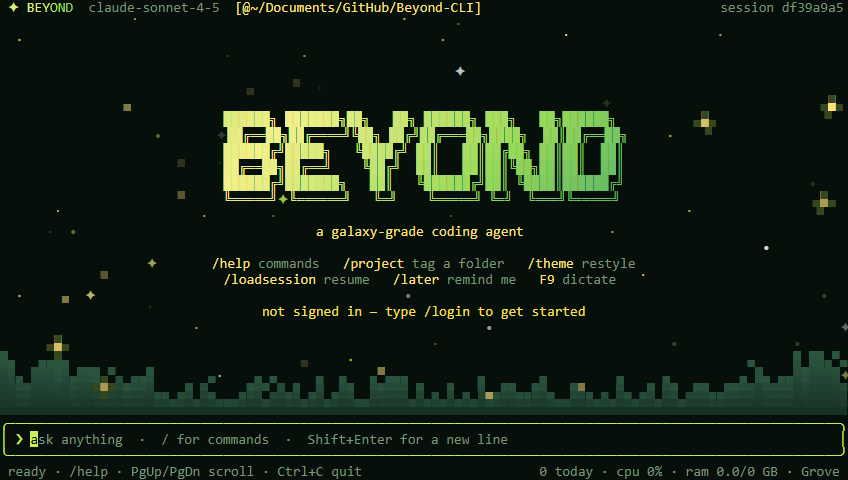 ✦ BEYOND claude-sonnet-4-5 [@~/Documents/GitHub/Beyond-CLI] session df39a9a5
BEYOND
a galaxy-grade coding agent
/help commands /project tag a folder /theme restyle
/loadsession resume /later remind me F9 dictate
not signed in — type /login to get started
❯ ask anything · / for commands · Shift+Enter for a new line
ready · /help · PgUp/PgDn scroll · Ctrl+C quit 0 today · cpu 0% · ram 0.0/0 GB · Grove